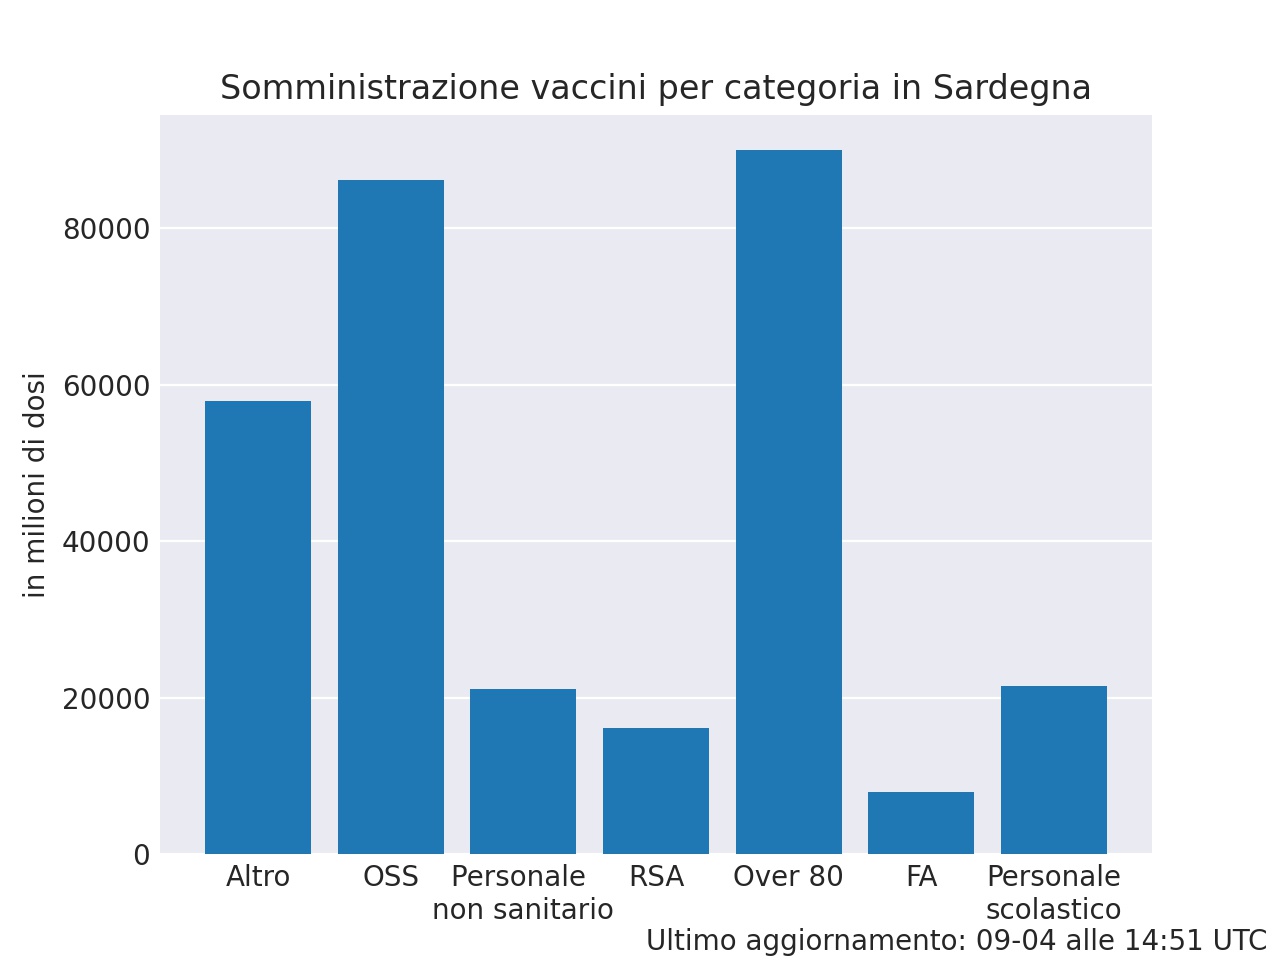 Somministrazione vaccini per categoria in Sardegna
in milioni di dosi
80000
60000
40000
20000
0
Altro
OSS
Personale
non sanitario
RSA
Over 80
FA
Personale
scolastico
Ultimo aggiornamento: 09-04 alle 14:51 UTC